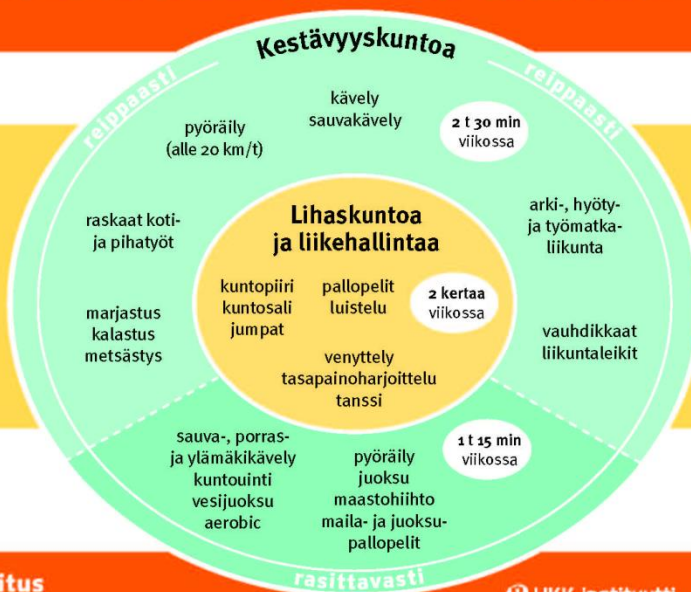 Kestävyyskuntoa
reippaasti
reippaasti
kävely
sauvakävely
2 t 30 min
viikossa
pyöräily
(alle 20 km/t)
raskaat koti-
ja pihatyöt
arki-, hyöty-
ja työmatka-
liikunta
marjastus
kalastus
metsästys
vauhdikkaat
liikuntaleikit
Lihaskuntoa
ja liikehallintaa
kuntopiiri
kuntosali
jumpat
pallopelit
luistelu
2 kertaa
viikossa
venyttely
tasapainoharjoittelu
tanssi
sauva-, porras-
ja ylämäkikävely
kuntouinti
vesijuoksu
aerobic
pyöräily
juoksu
maastohiihto
maila- ja juoksu-
pallopelit
1 t 15 min
viikossa
rasittavasti